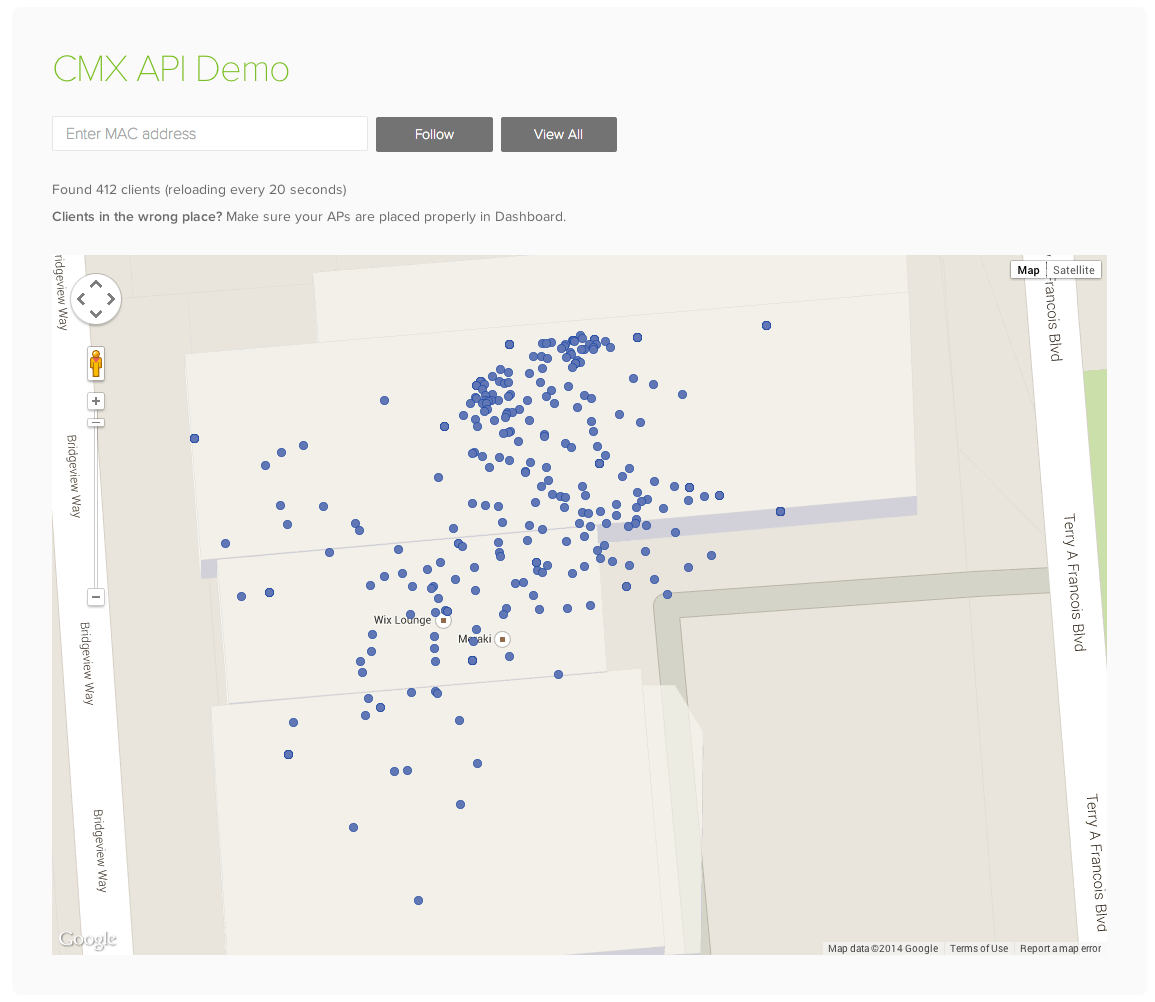 CMX API Demo
Enter MAC address
Follow
View All
Found 412 clients (reloading every 20 seconds)
Clients in the wrong place? Make sure your APs are placed properly in Dashboard.
ridgeview Way
Map
Satellite
Francois Blvd
Bridgeview Way
Terry A Francois Blvd
Wix Lounge
Meraki
Bridgeview Way
Bridgeview Way
Terry A Francois Blvd
Google
Map data ©2014 Google
Terms of Use
Report a map error